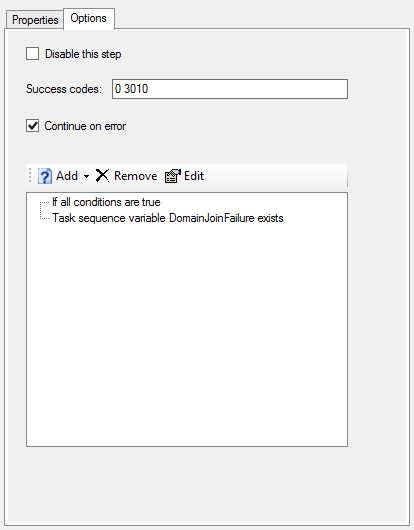 Properties
Options
Disable this step
Success codes: 0 3010
Continue on error
Add Remove Edit
If all conditions are true
Task sequence variable DomainJoinFailure exists